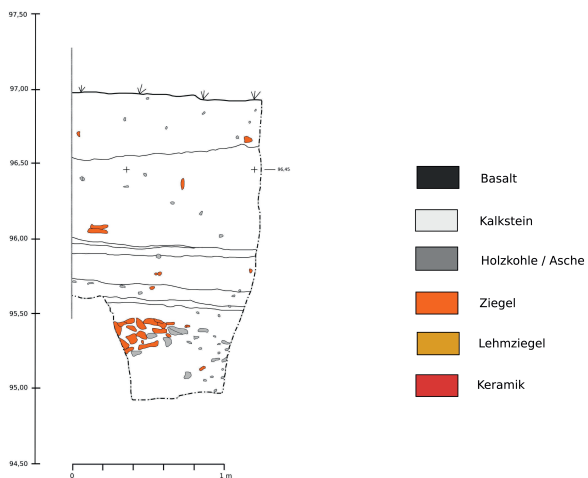 97,50
97,00
96,50
96,45
96,00
95,50
95,00
94,50
0
1 m
Basalt
Kalkstein
Holzkohle / Asche
Ziegel
Lehmziegel
Keramik